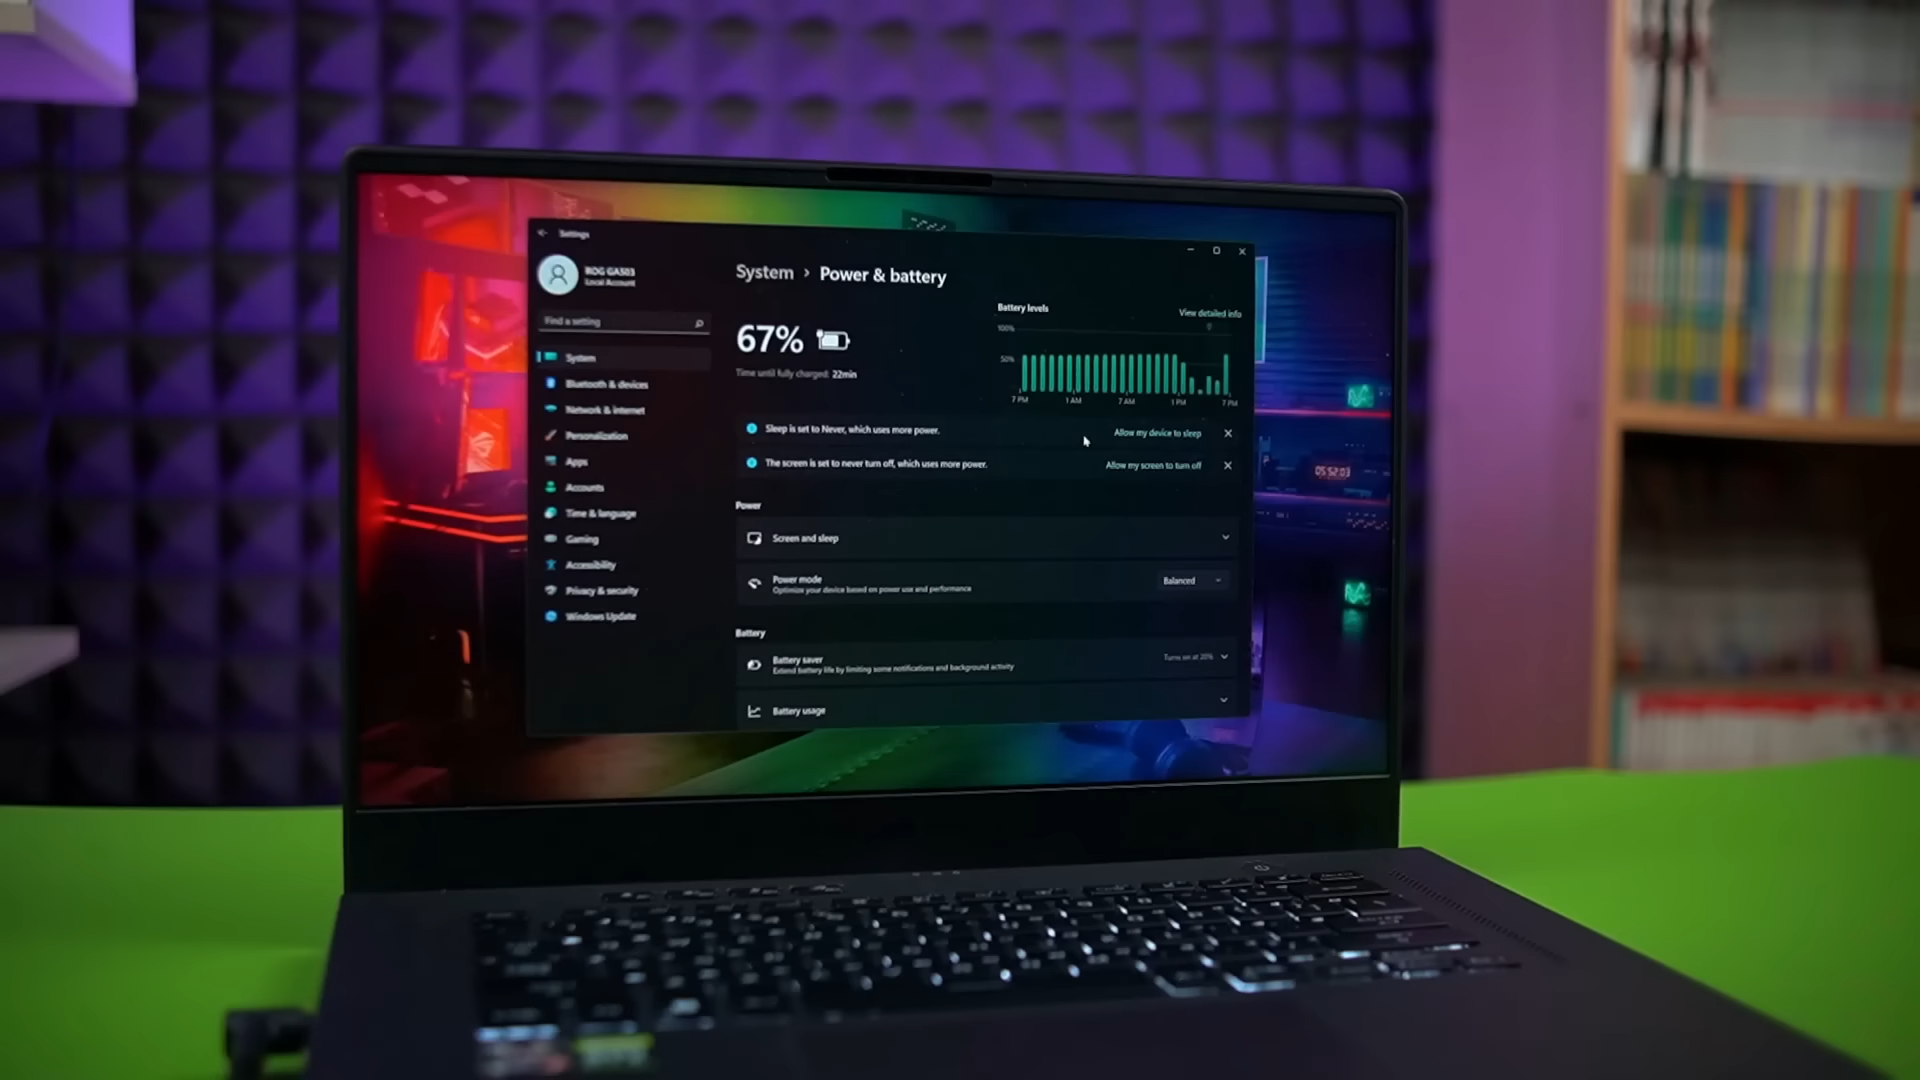 Settings
ROG GA503
Local Account
Find a setting
System
Bluetooth & devices
Network & internet
Personalization
Apps
Accounts
Time & language
Gaming
Accessibility
Privacy & security
Windows Update
System › Power & battery
67%
Time until fully charged: 22min
Battery levels
View detailed info
100%
50%
7 PM 1 AM 7 AM 1 PM 7 PM
Sleep is set to Never, which uses more power.
Allow my device to sleep
The screen is set to never turn off, which uses more power.
Allow my screen to turn off
Power
Screen and sleep
Power mode
Optimize your device based on power use and performance
Balanced
Battery
Battery saver
Extend battery life by limiting some notifications and background activity
Turns on at 20%
Battery usage
05:52:03